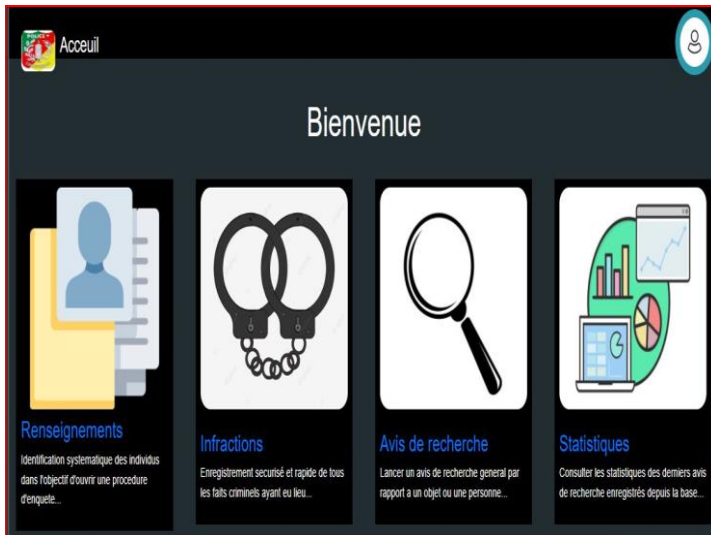 POLICE
Acceuil
Bienvenue
Renseignements
Identification systematique des individus
dans l'objectif d'ouvrir une procedure
d'enquete...
Infractions
Enregistrement securisé et rapide de tous
les faits criminels ayant eu lieu...
Avis de recherche
Lancer un avis de recherche general par
rapport a un objet ou une personne...
Statistiques
Consulter les statistiques des derniers avis
de recherche enregistrés depuis la base...